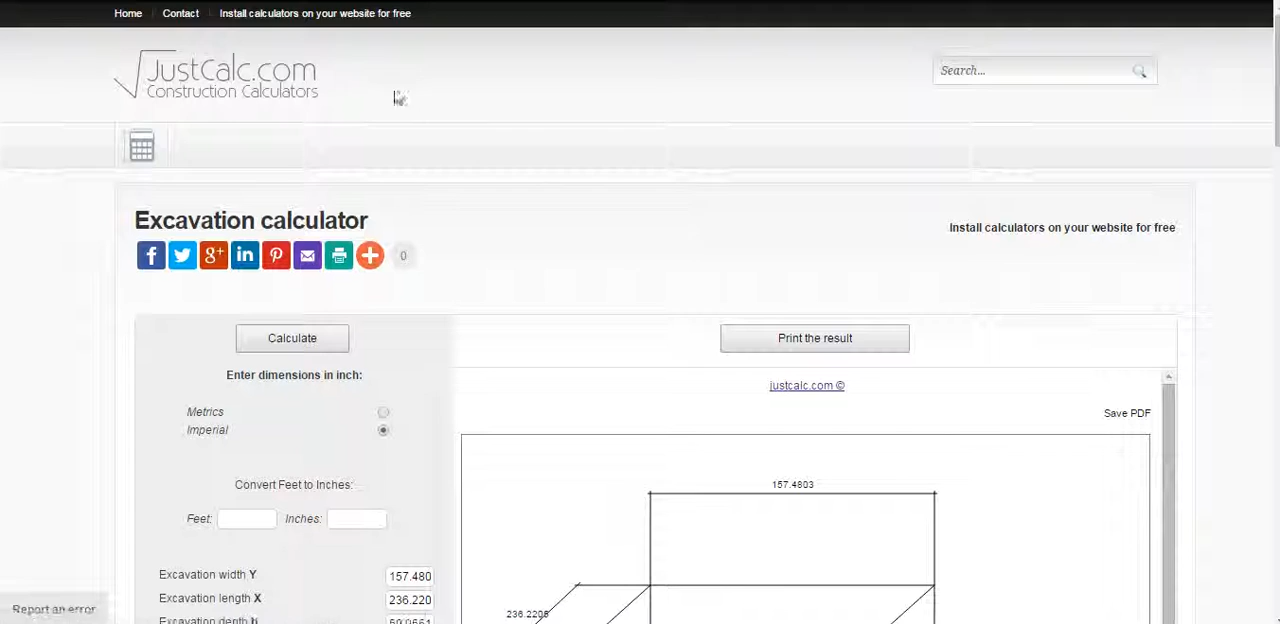 Home Contact Install calculators on your website for free
JustCalc.com
Construction Calculators
Search...
Excavation calculator
Install calculators on your website for free
0
Calculate
Print the result
Enter dimensions in inch:
justcalc.com ©
Metrics
Save PDF
Imperial
Convert Feet to Inches:
157.4803
Feet: Inches:
Excavation width Y 157.480
Excavation length X 236.220
236.2205
Report an error
Excavation depth h